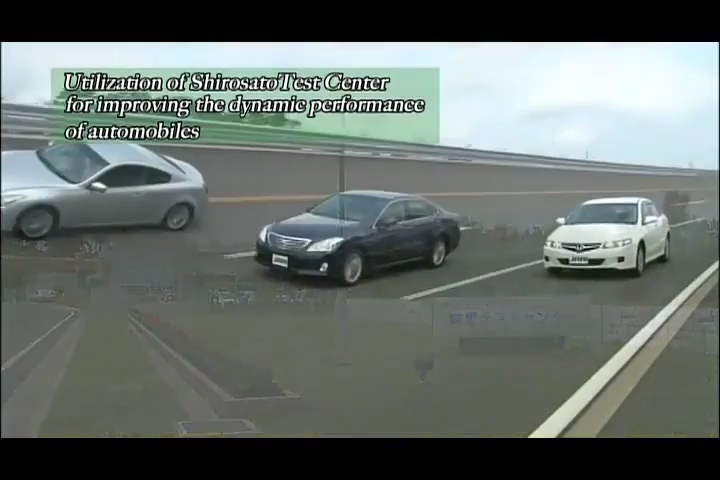 Utilization of Shirosato Test Center
for improving the dynamic performance
of automobiles